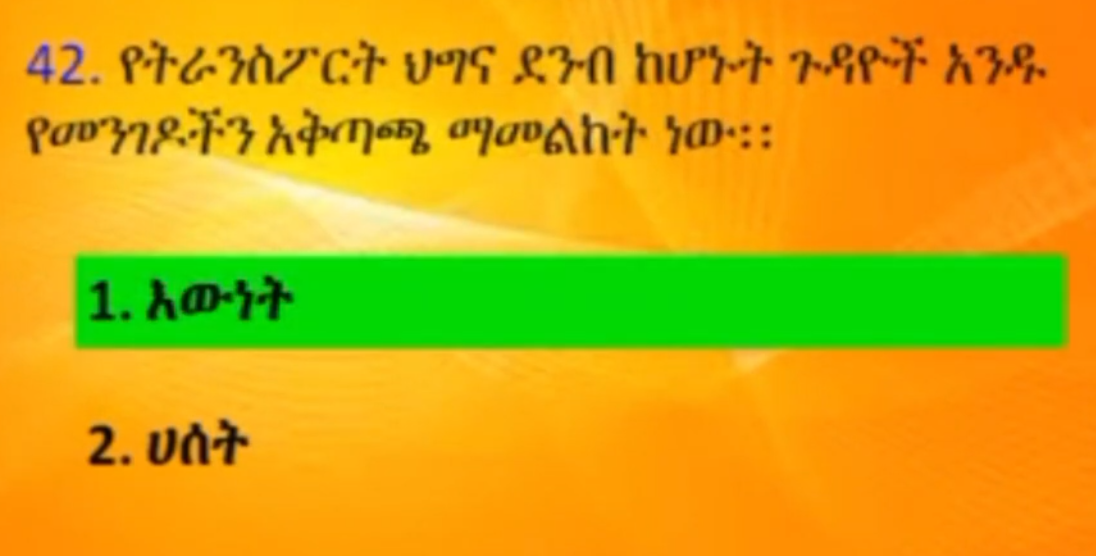 42. የትራንስፖርት ህግና ደንብ ከሆኑት ጉዳዮች አንዱ
የመንገዶችን አቅጣጫ ማመልከት ነው፡፡
1. እውነት
2. ሀሰት